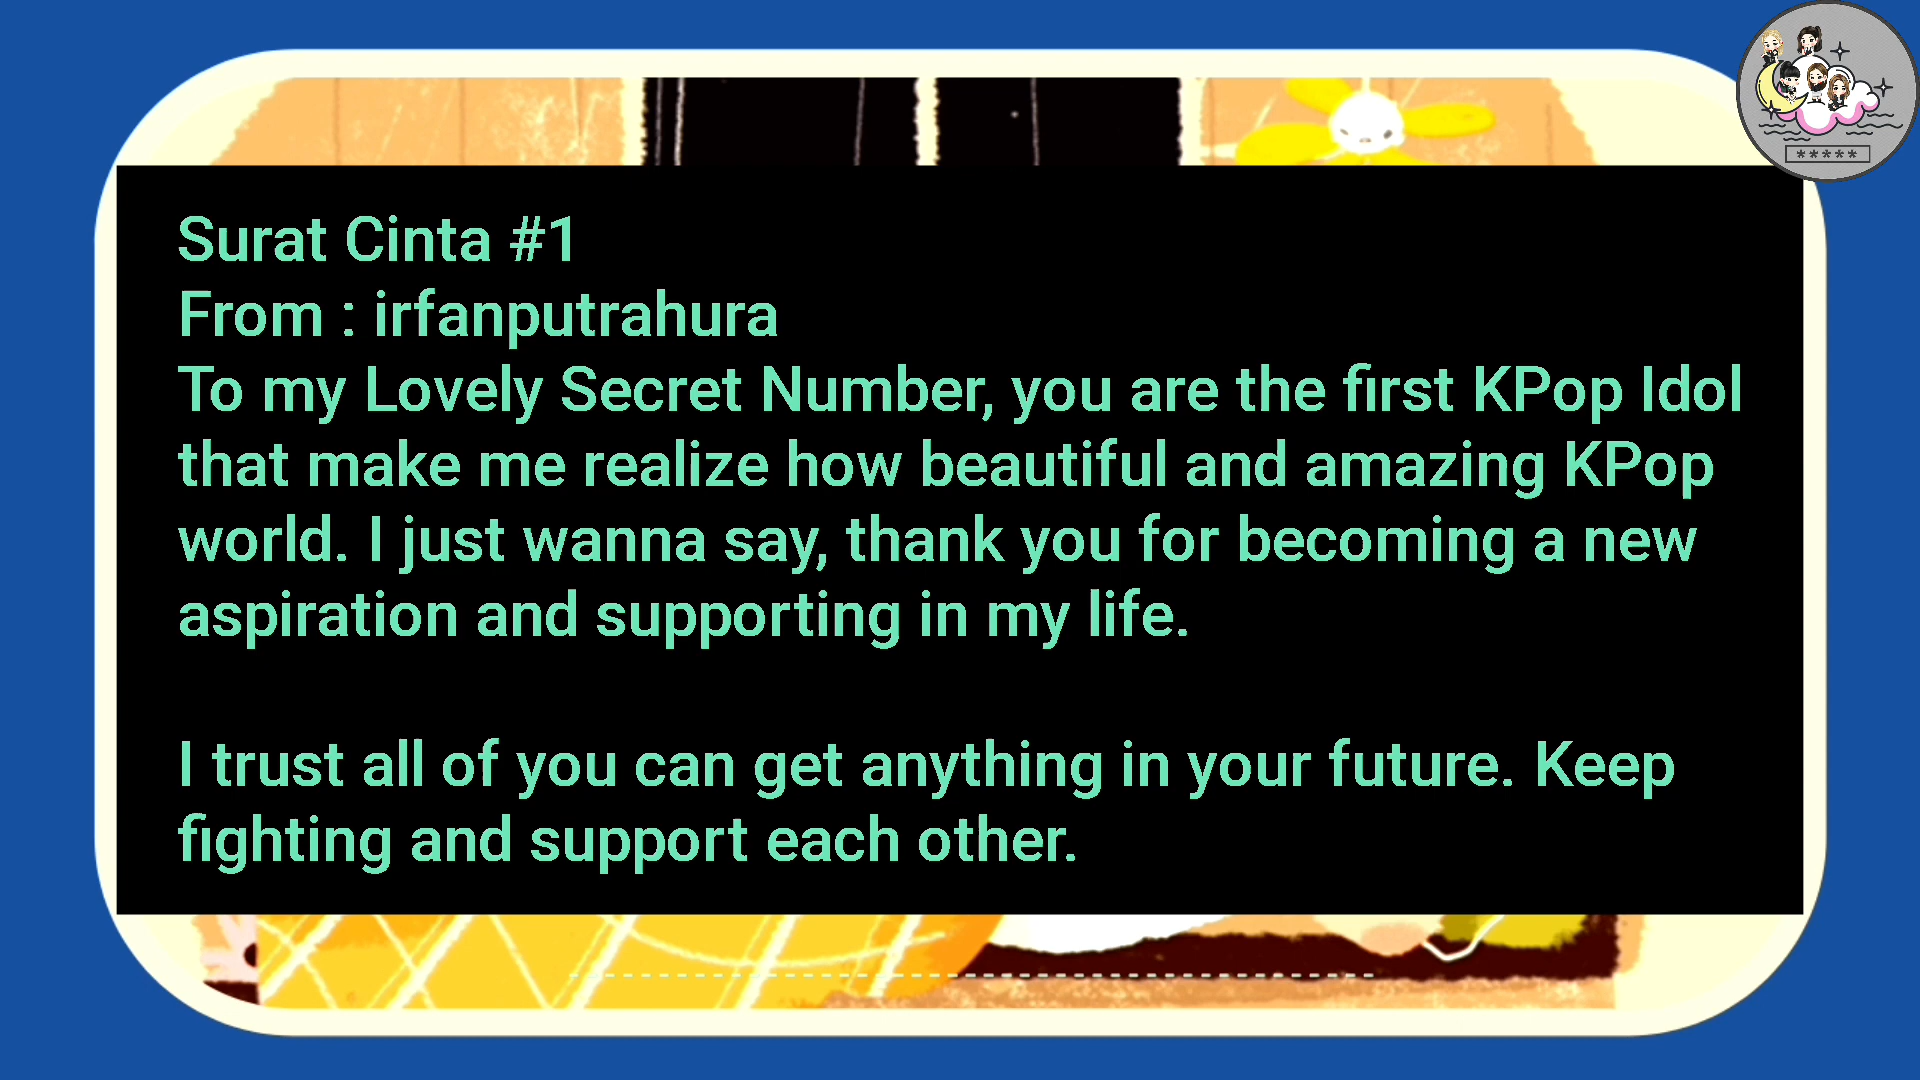 Surat Cinta #1
From : irfanputrahura
To my Lovely Secret Number, you are the first KPop Idol
that make me realize how beautiful and amazing KPop
world. I just wanna say, thank you for becoming a new
aspiration and supporting in my life.
I trust all of you can get anything in your future. Keep
fighting and support each other.
*****